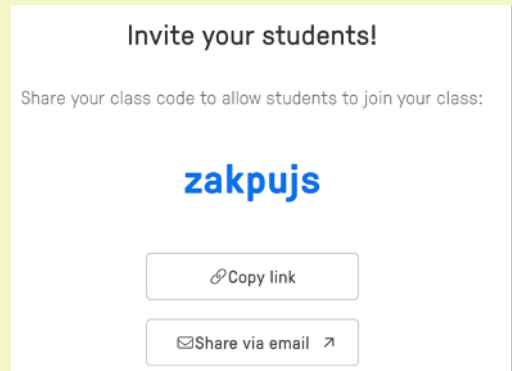 Invite your students!
Share your class code to allow students to join your class:
zakpujs
Copy link
Share via email